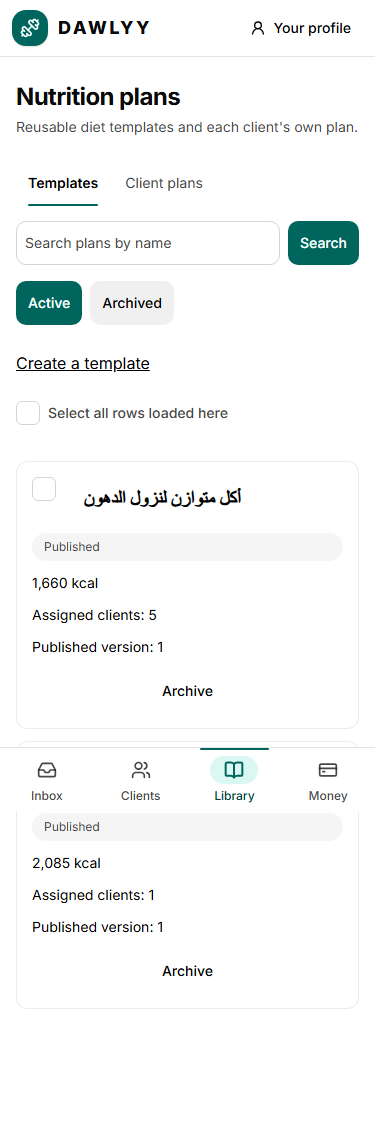 DAWLYY
Your profile
Nutrition plans
Reusable diet templates and each client's own plan.
Templates
Client plans
Search plans by name
Search
Active
Archived
Create a template
Select all rows loaded here
أكل متوازن لنزول الدهون
Published
1,660 kcal
Assigned clients: 5
Published version: 1
Archive
Inbox
Clients
Library
Money
Published
2,085 kcal
Assigned clients: 1
Published version: 1
Archive